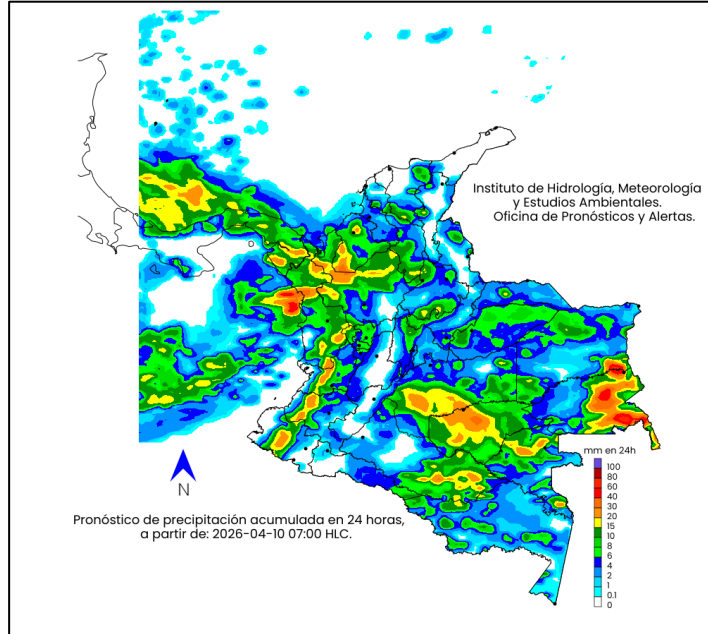 Instituto de Hidrología, Meteorología
y Estudios Ambientales.
Oficina de Pronósticos y Alertas.
mm en 24h
100
80
60
40
30
20
15
10
8
6
4
2
1
0.1
0
N
Pronóstico de precipitación acumulada en 24 horas,
a partir de: 2026-04-10 07:00 HLC.